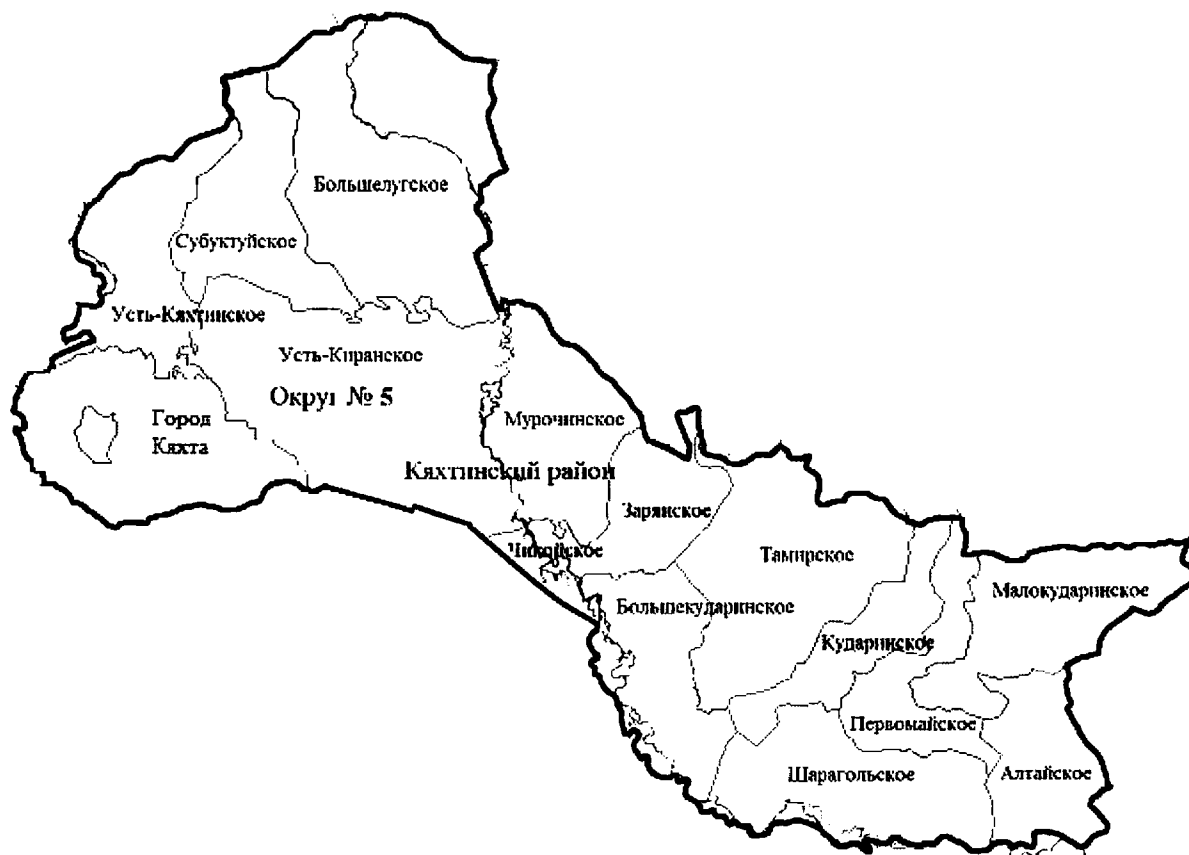 Большелугское
Субуктуйское
Усть-Кяхтинское
Усть-Киранское
Округ № 5
Город
Кяхта
Мурочинское
Кяхтинский район
Зарянское
Чикойское
Тамирское
Малокударинское
Большекударинское
Кударинское
Первомайское
Шарагольское
Алтайское